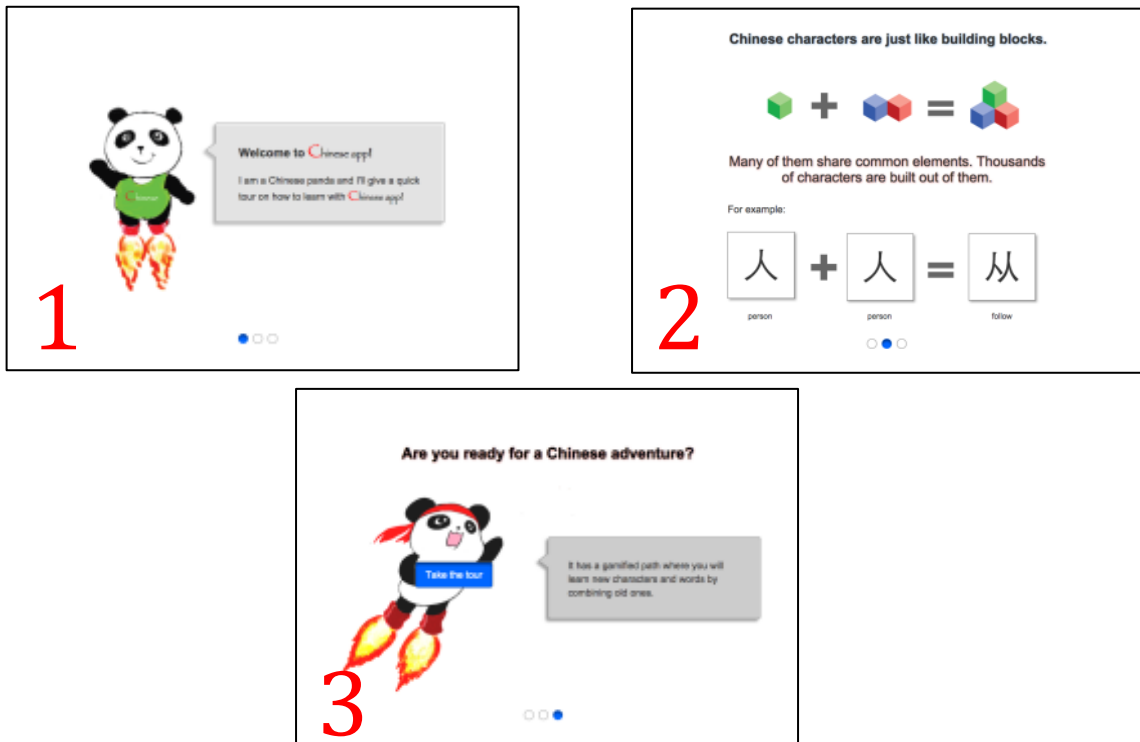 Welcome to Chinese app!
I am a Chinese panda and I'll give a quick
tour on how to learn with Chinese app!
Chinese
1
Chinese characters are just like building blocks.
+ =
Many of them share common elements. Thousands
of characters are built out of them.
For example:
人 + 人 = 从
person person follow
2
Are you ready for a Chinese adventure?
Take the tour
It has a gamified path where you will
learn new characters and words by
combining old ones.
3